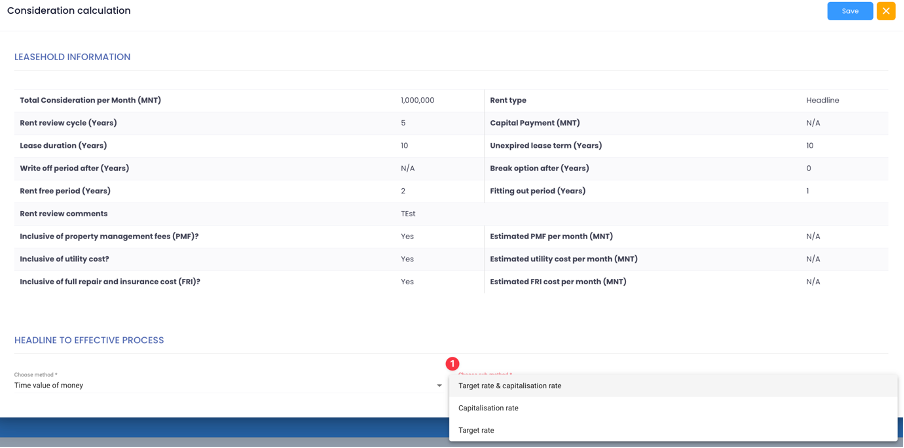 Consideration calculation
Save
LEASEHOLD INFORMATION
Total Consideration per Month (MNT) 1,000,000 Rent type Headline
Rent review cycle (Years) 5 Capital Payment (MNT) N/A
Lease duration (Years) 10 Unexpired lease term (Years) 10
Write off period after (Years) N/A Break option after (Years) 0
Rent free period (Years) 2 Fitting out period (Years) 1
Rent review comments TEst
Inclusive of property management fees (PMF)? Yes Estimated PMF per month (MNT) N/A
Inclusive of utility cost? Yes Estimated utility cost per month (MNT) N/A
Inclusive of full repair and insurance cost (FRI)? Yes Estimated FRI cost per month (MNT) N/A
HEADLINE TO EFFECTIVE PROCESS
1
Choose method *
Time value of money
Target rate & capitalisation rate
Capitalisation rate
Target rate